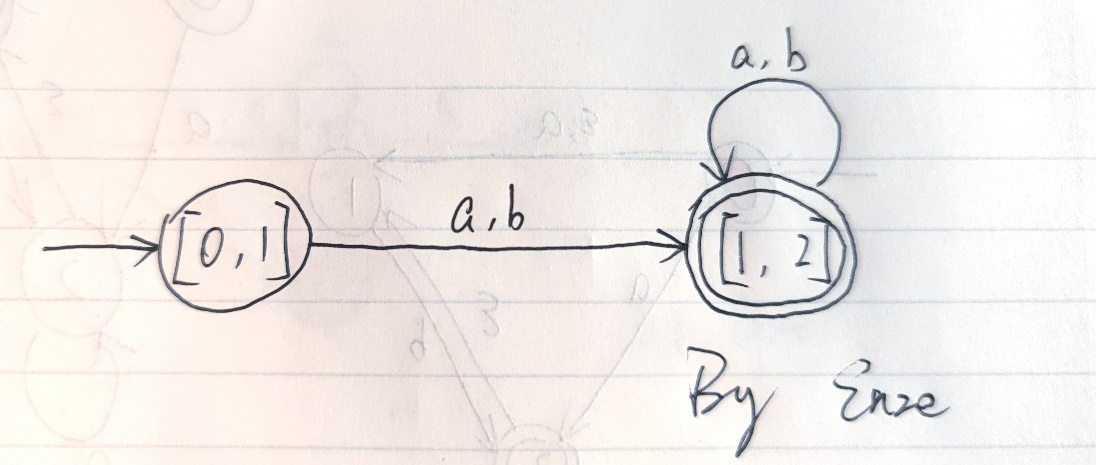 a, b
a, b
[0, 1]
[1, 2]
By Enze